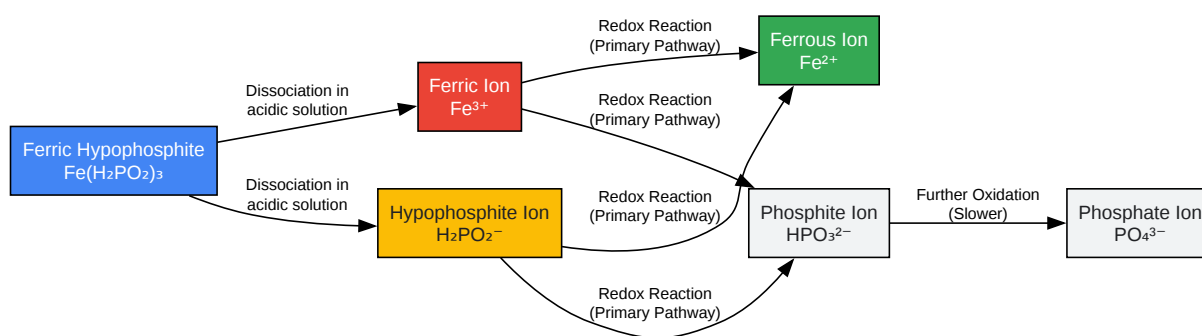 Ferric Hypophosphite
Fe(H₂PO₂)₃
Dissociation in
acidic solution
Dissociation in
acidic solution
Ferric Ion
Fe³⁺
Hypophosphite Ion
H₂PO₂⁻
Redox Reaction
(Primary Pathway)
Redox Reaction
(Primary Pathway)
Redox Reaction
(Primary Pathway)
Redox Reaction
(Primary Pathway)
Ferrous Ion
Fe²⁺
Phosphite Ion
HPO₃²⁻
Further Oxidation
(Slower)
Phosphate Ion
PO₄³⁻